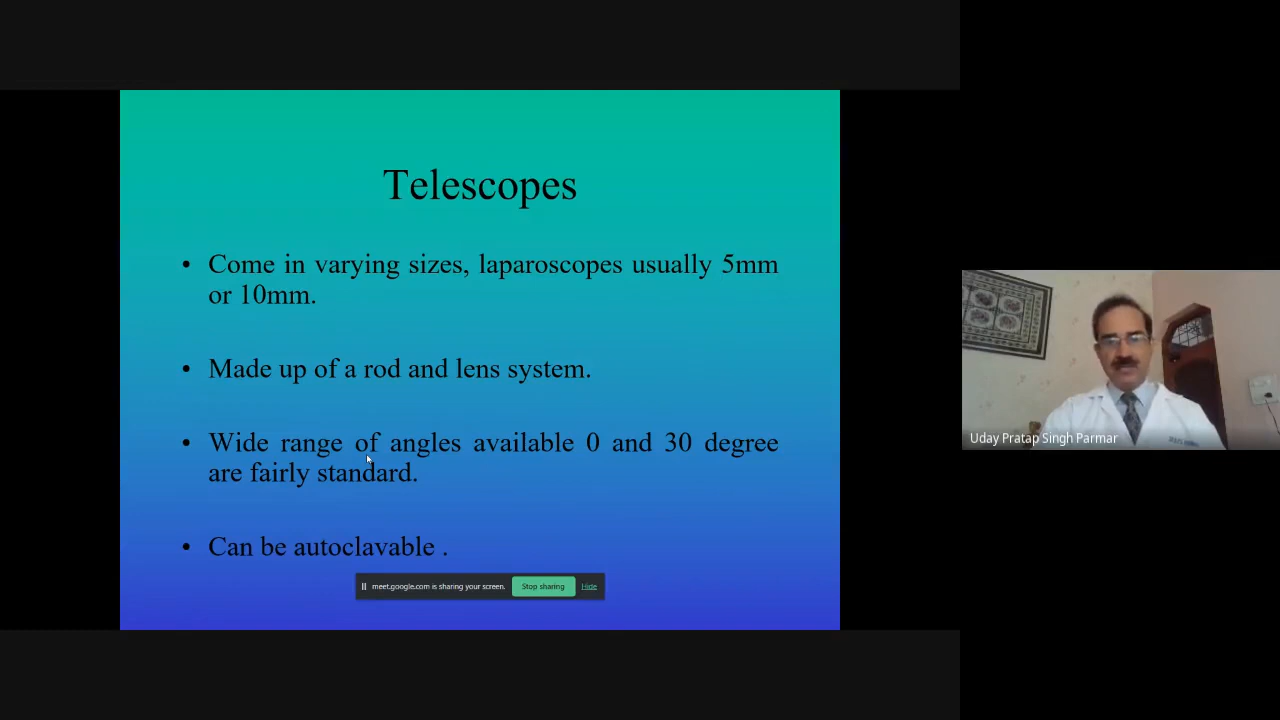 Telescopes
• Come in varying sizes, laparoscopes usually 5mm
or 10mm.
• Made up of a rod and lens system.
• Wide range of angles available 0 and 30 degree
are fairly standard.
• Can be autoclavable .
meet.google.com is sharing your screen. Stop sharing Hide
Uday Pratap Singh Parmar